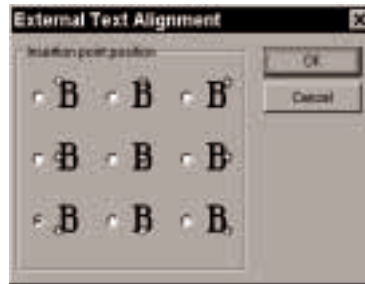 External Text Alignment
Insertion point position
OK
Cancel
B B B
B B B
B B B